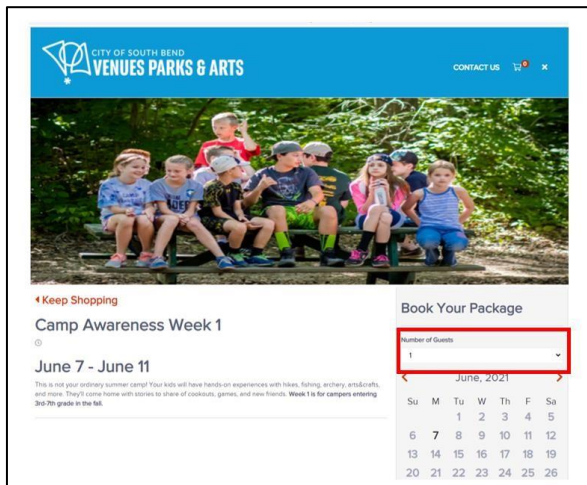 CITY OF SOUTH BEND
VENUES PARKS & ARTS
CONTACT US 0 ×
Keep Shopping
Camp Awareness Week 1
June 7 - June 11
This is not your ordinary summer camp! Your kids will have hands-on experiences with hikes, fishing, archery, arts&crafts,
and more. They'll come home with stories to share of cookouts, games, and new friends. Week 1 is for campers entering
3rd-7th grade in the fall.
Book Your Package
Number of Guests
1
June, 2021
Su M Tu W Th F Sa
1 2 3 4 5
6 7 8 9 10 11 12
13 14 15 16 17 18 19
20 21 22 23 24 25 26